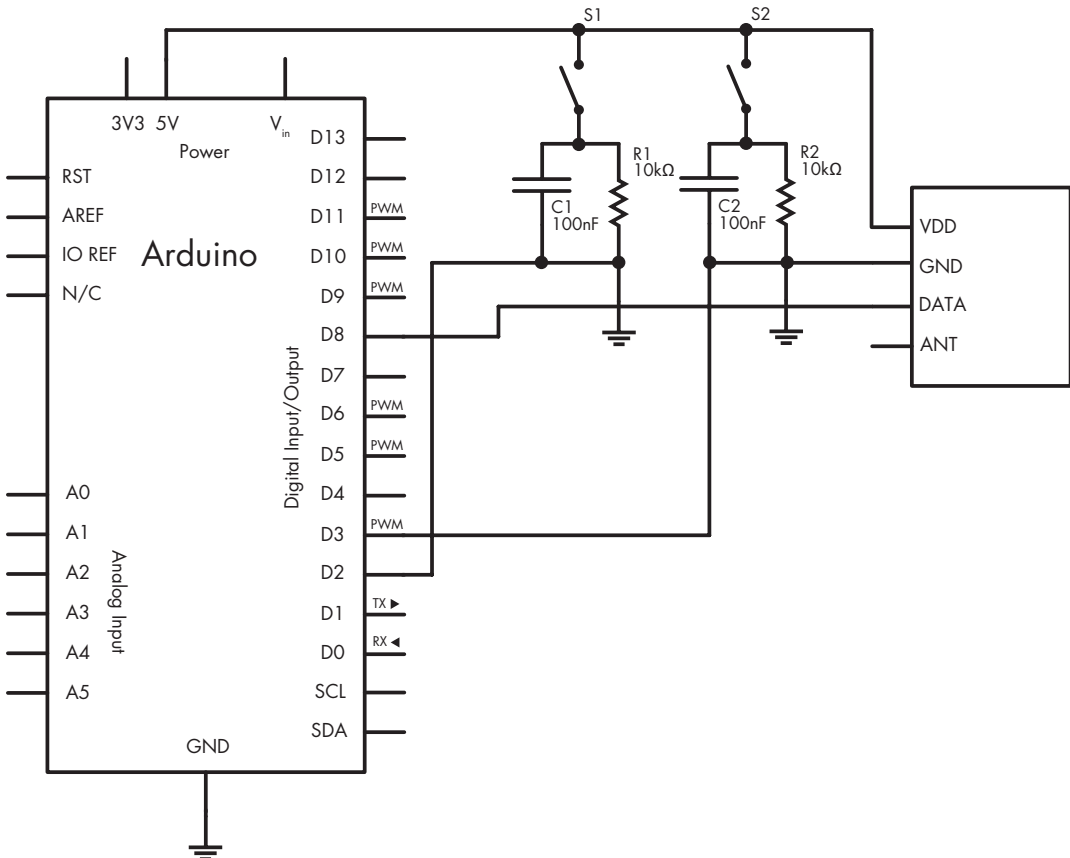 S1
S2
3V3 5V
Vin
Power
Arduino
RST
AREF
IO REF
N/C
A0
A1
A2
A3
A4
A5
Analog Input
GND
Digital Input/Output
D13
D12
D11 PWM
D10 PWM
D9 PWM
D8
D7
D6 PWM
D5 PWM
D4
D3 PWM
D2
D1 TX ►
D0 RX ◄
SCL
SDA
R1
10kΩ
C1
100nF
R2
10kΩ
C2
100nF
VDD
GND
DATA
ANT